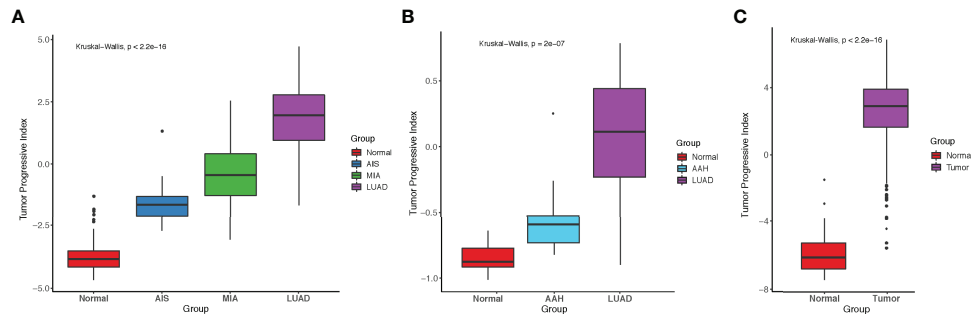 A
Kruskal−Wallis, p < 2.2e−16
Tumor Progressive Index
5.0
2.5
0.0
−2.5
−5.0
Normal
AIS
MIA
LUAD
Group
Group
Normal
AIS
MIA
LUAD
B
Kruskal−Wallis, p = 2e−07
Tumor Progressive Index
0.5
0.0
−0.5
−1.0
Normal
AAH
LUAD
Group
Group
Normal
AAH
LUAD
C
Kruskal-Wallis, p < 2.2e−16
Tumor Progressive Index
4
0
−4
−8
Normal
Tumor
Group
Group
Norma
Tumor